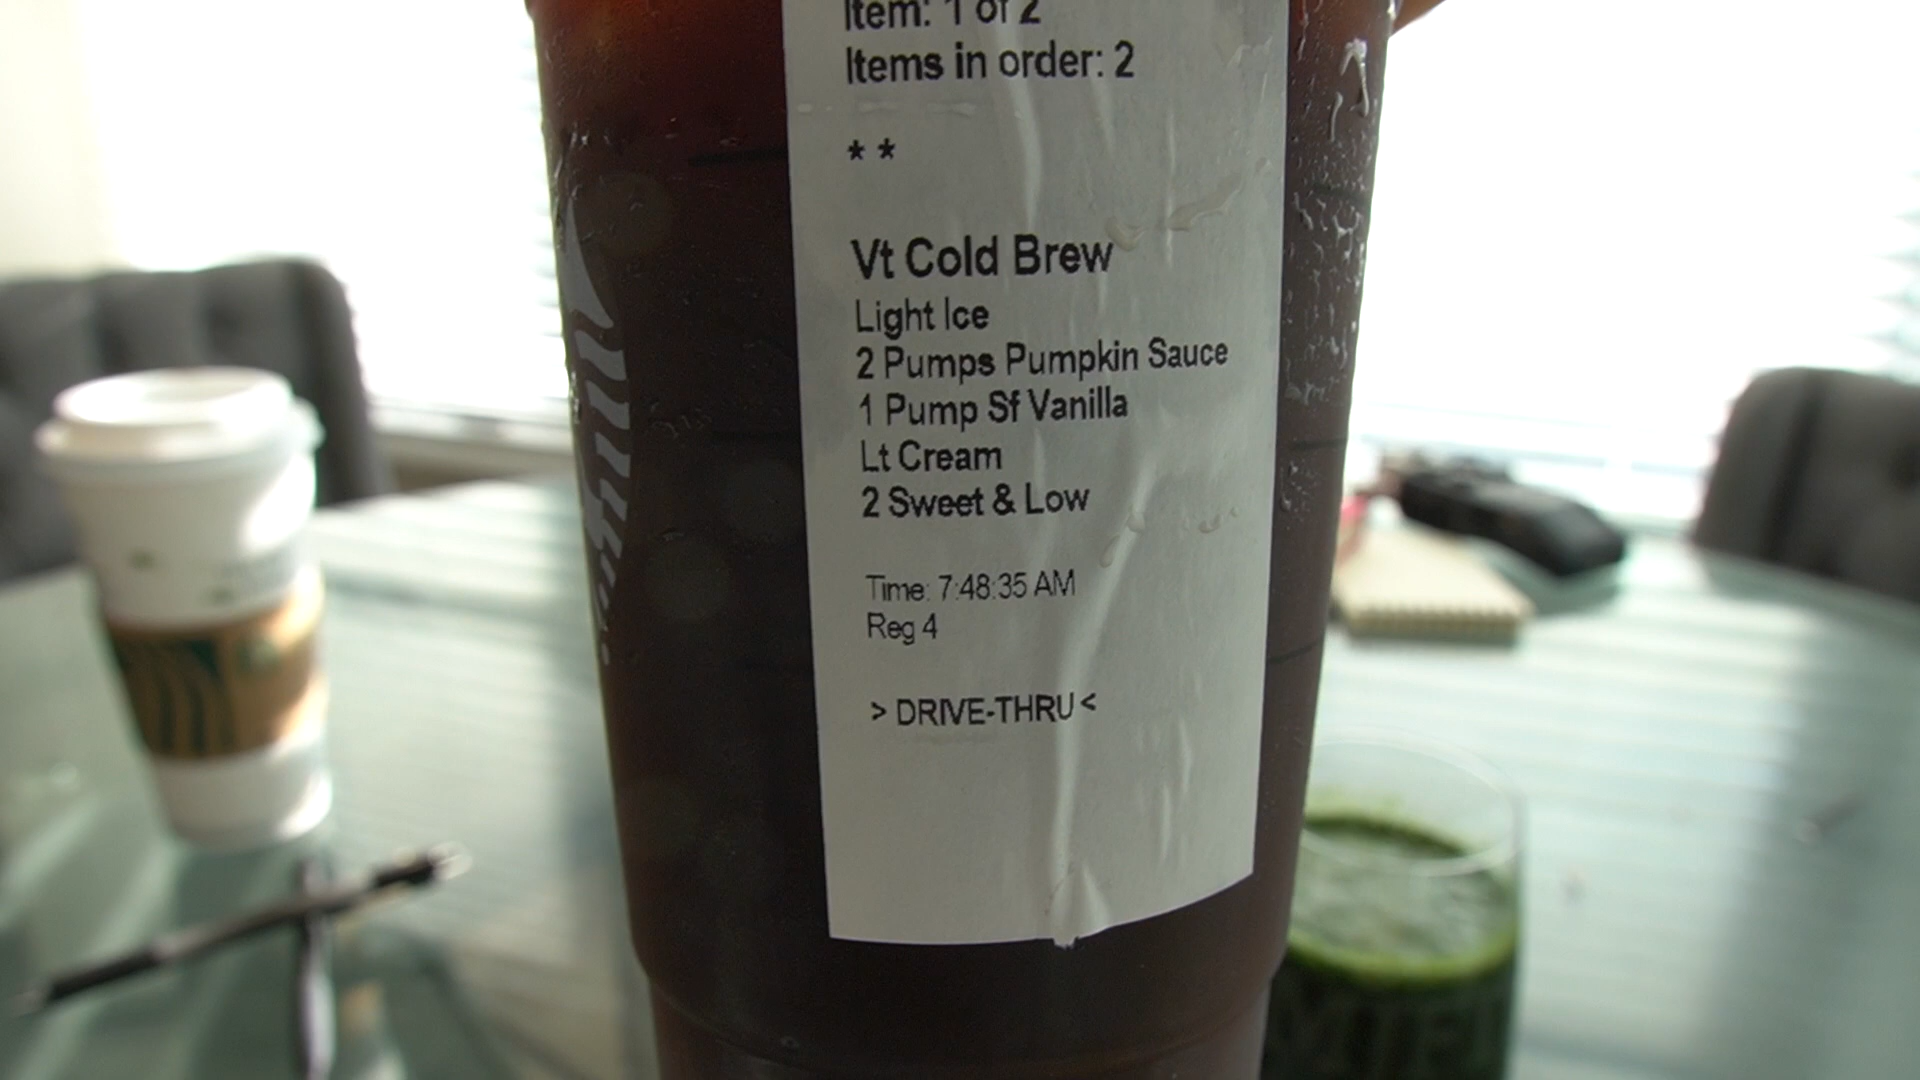 Item: 1 of 2
Items in order: 2
* *
Vt Cold Brew
Light Ice
2 Pumps Pumpkin Sauce
1 Pump Sf Vanilla
Lt Cream
2 Sweet & Low
Time: 7:48:35 AM
Reg 4
> DRIVE-THRU <